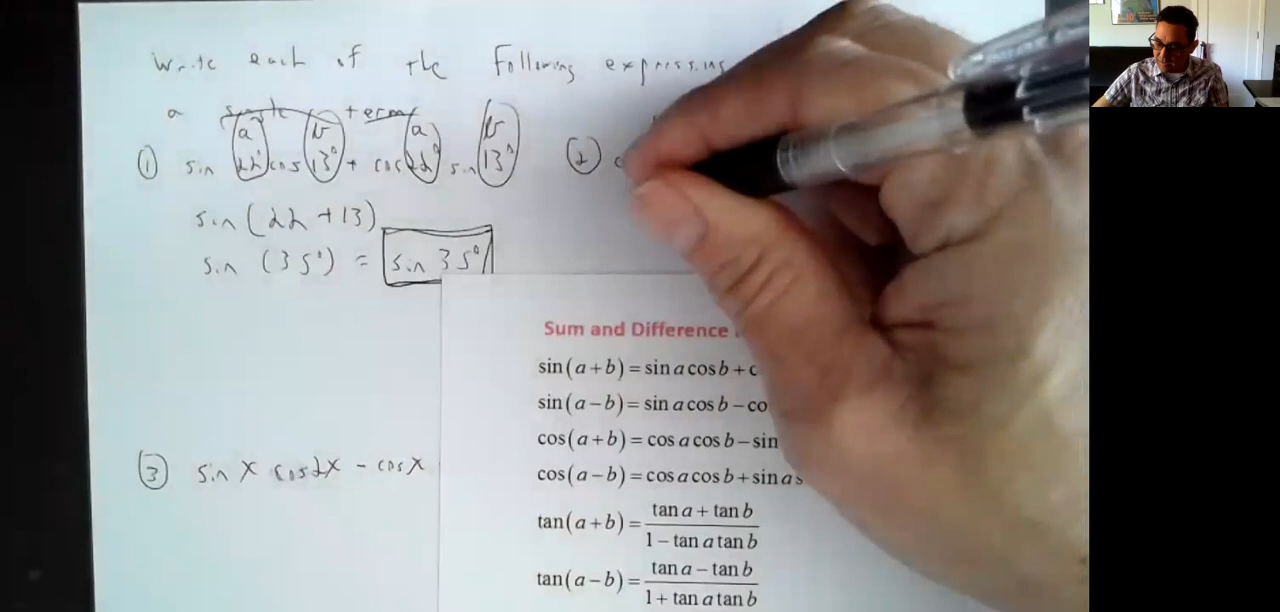 Write each of the Following expressins
a single term
a b a b
① sin 22° cos 13° + cos 22° sin 13°
②
sin (22 + 13)
sin (35°) = sin 35°
Sum and Difference
sin(a+b)=sin a cos b + c
sin(a−b)=sin a cos b − co
cos(a+b)=cos a cos b − sin
cos(a−b)=cos a cos b + sin a s
tan(a+b)= tan a + tan b
1 − tan a tan b
tan(a−b)= tan a − tan b
1 + tan a tan b
③ sin x cos 2x − cos x